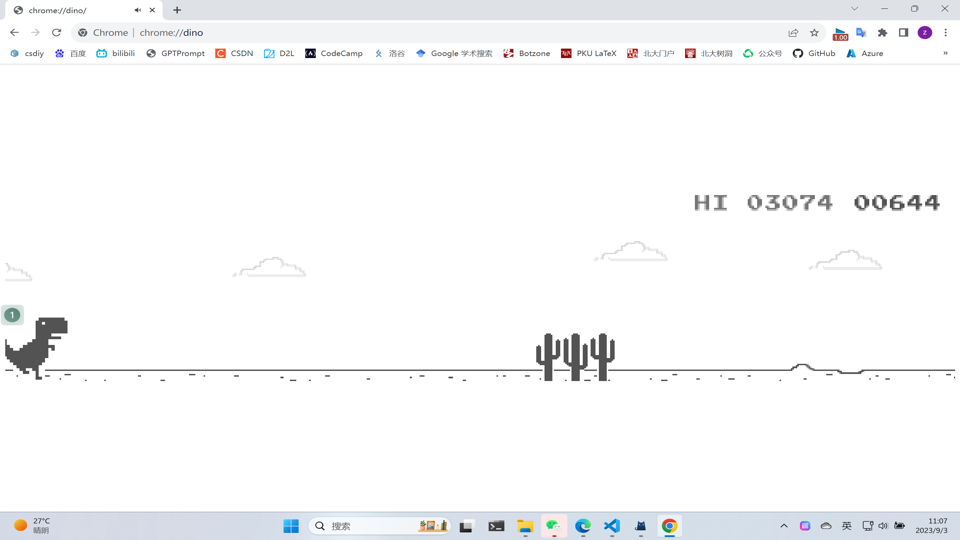 chrome://dino/
Chrome | chrome://dino
1.00
z
csdiy 百度 bilibili GPTPrompt CSDN D2L CodeCamp 洛谷 Google 学术搜索 Botzone PKU LaTeX 北大门户 北大树洞 公众号 GitHub Azure »
HI 03074 00644
1
27°C
晴朗
搜索
英
11:07
2023/9/3